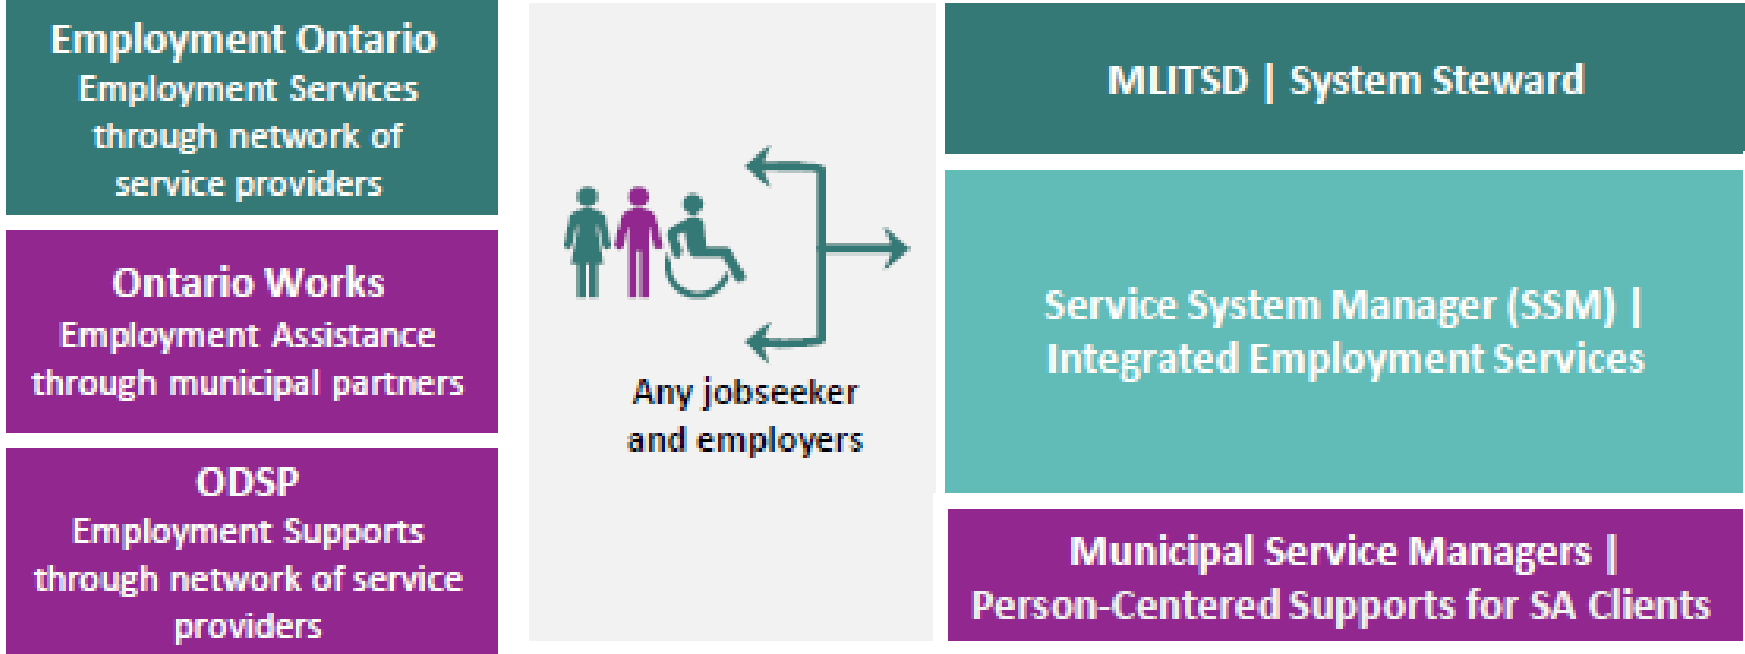 Employment Ontario
Employment Services
through network of
service providers
Ontario Works
Employment Assistance
through municipal partners
ODSP
Employment Supports
through network of service
providers
Any jobseeker
and employers
MLITSD | System Steward
Service System Manager (SSM) |
Integrated Employment Services
Municipal Service Managers |
Person-Centered Supports for SA Clients